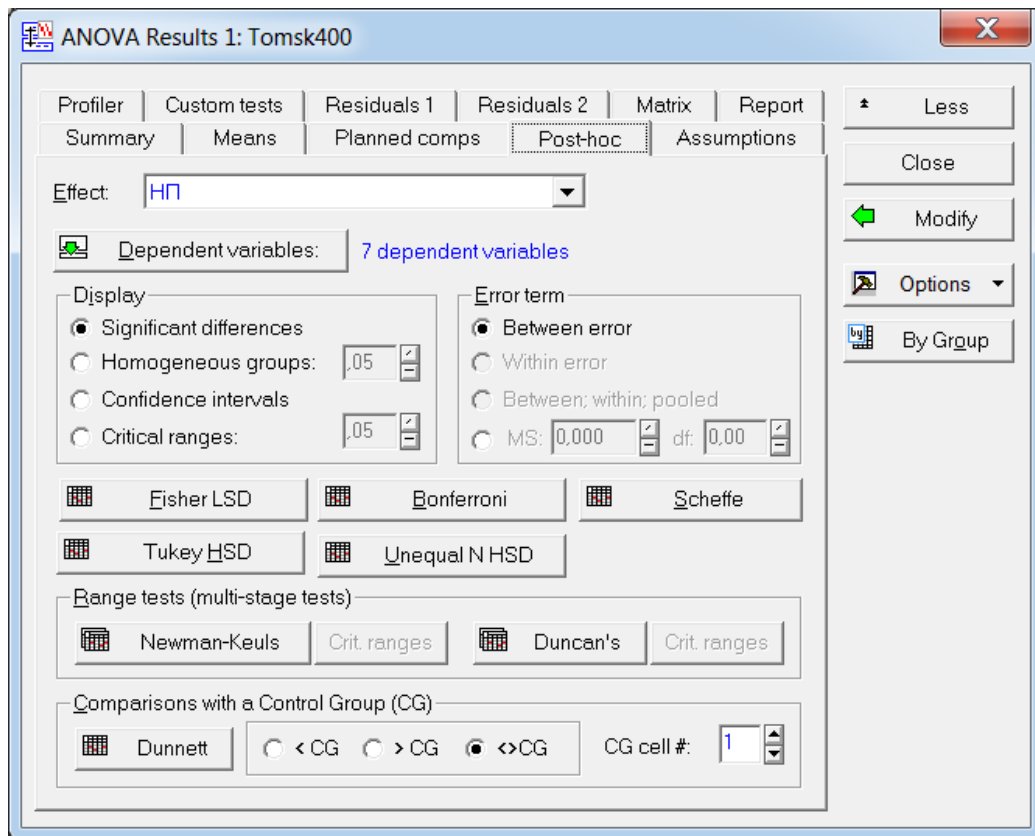 ANOVA Results 1: Tomsk400
X
Profiler Custom tests Residuals 1 Residuals 2 Matrix Report
Summary Means Planned comps Post-hoc Assumptions
Less
Close
Modify
Options
By Group
Effect: НП
Dependent variables: 7 dependent variables
Display
Significant differences
Homogeneous groups: ,05
Confidence intervals
Critical ranges: ,05
Error term
Between error
Within error
Between; within; pooled
MS: 0,000 df: 0,00
Fisher LSD Bonferroni Scheffe
Tukey HSD Unequal N HSD
Range tests (multi-stage tests)
Newman-Keuls Crit. ranges Duncan's Crit. ranges
Comparisons with a Control Group (CG)
Dunnett < CG > CG <>CG CG cell #: 1